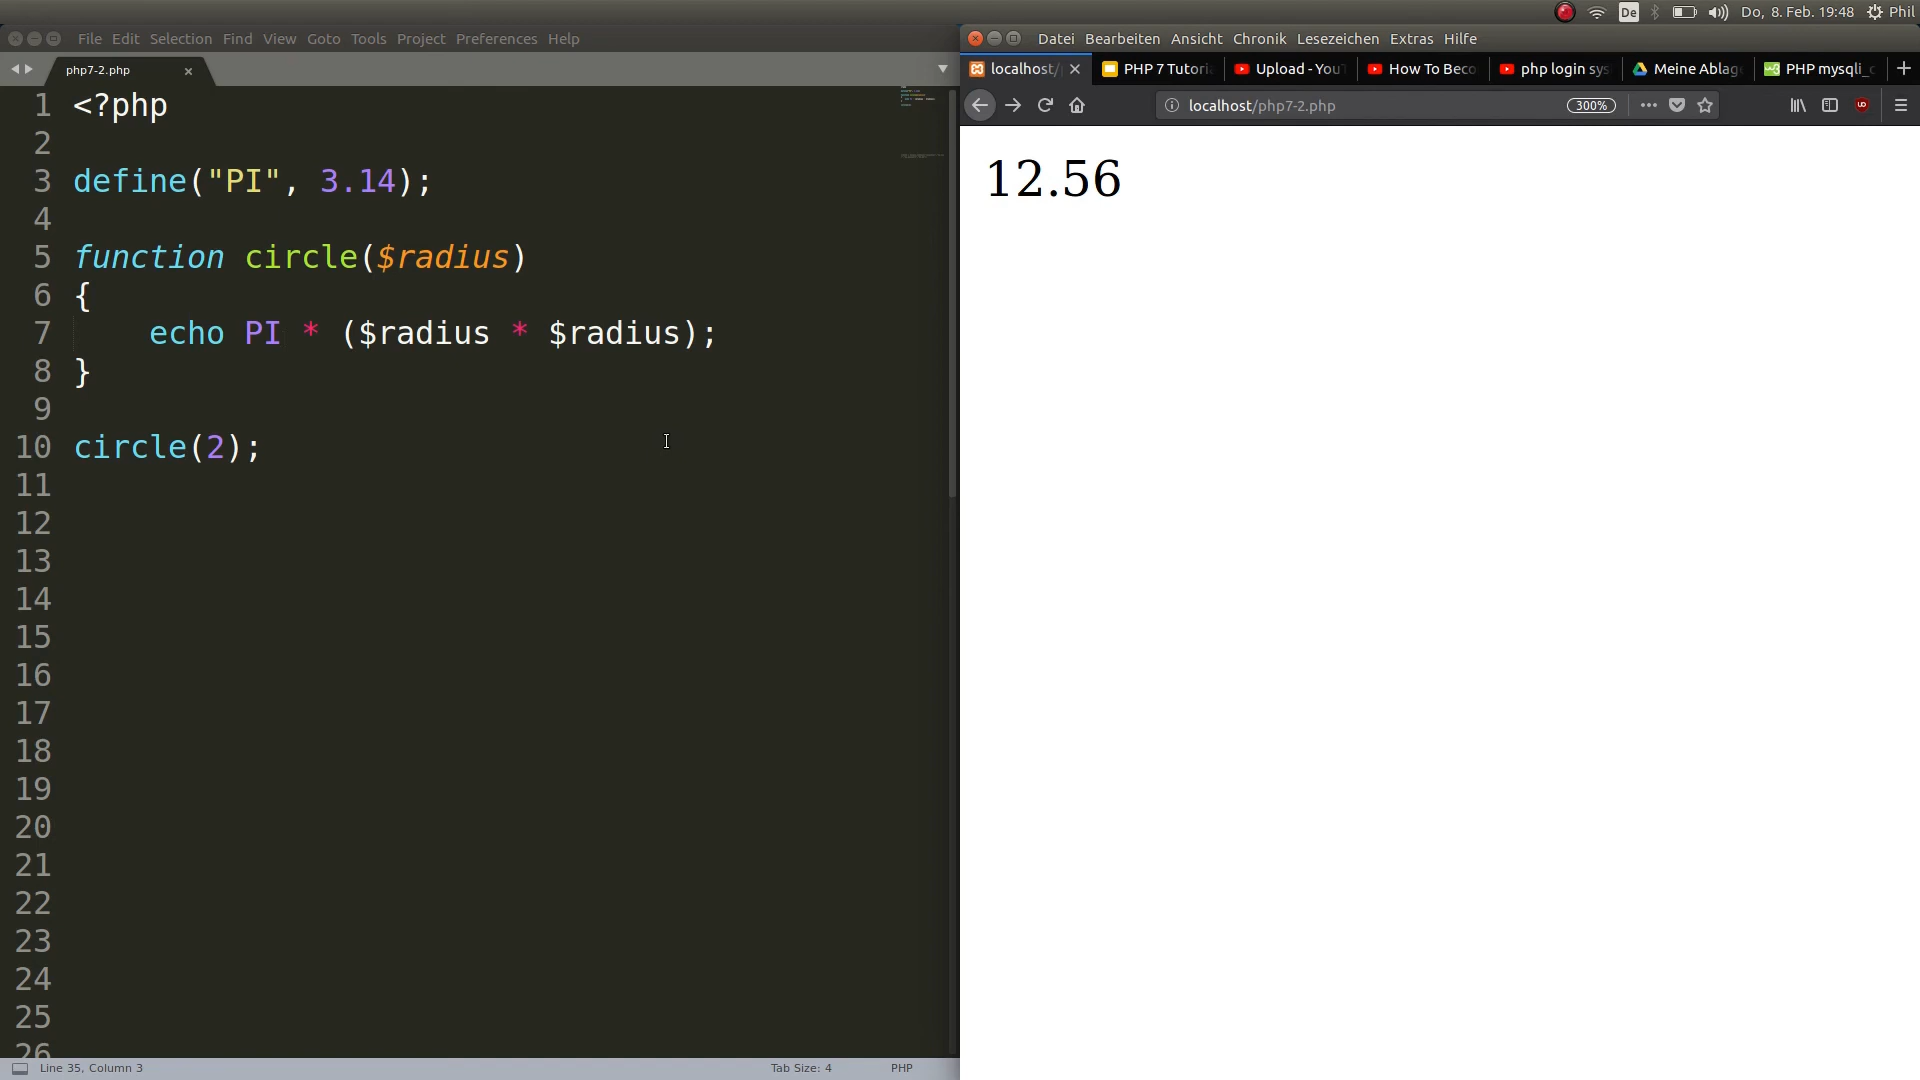 De Do, 8. Feb. 19:48 Phil
File Edit Selection Find View Goto Tools Project Preferences Help
Datei Bearbeiten Ansicht Chronik Lesezeichen Extras Hilfe
php7-2.php
localhost/ PHP 7 Tutori Upload - YouT How To Beco php login sys Meine Ablag PHP mysqli_
localhost/php7-2.php 300%
1 <?php
2
3 define("PI", 3.14);
4
5 function circle($radius)
6 {
7 echo PI * ($radius * $radius);
8 }
9
10 circle(2);
11
12
13
14
15
16
17
18
19
20
21
22
23
24
25
26
12.56
Line 35, Column 3 Tab Size: 4 PHP